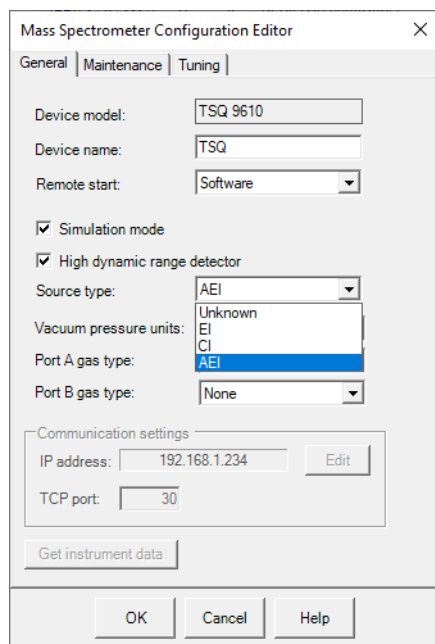 Mass Spectrometer Configuration Editor
General Maintenance Tuning
Device model: TSQ 9610
Device name: TSQ
Remote start: Software
Simulation mode
High dynamic range detector
Source type: AEI
Unknown
Vacuum pressure units: EI
CI
Port A gas type: AEI
Port B gas type: None
Communication settings
IP address: 192.168.1.234 Edit
TCP port: 30
Get instrument data
OK Cancel Help